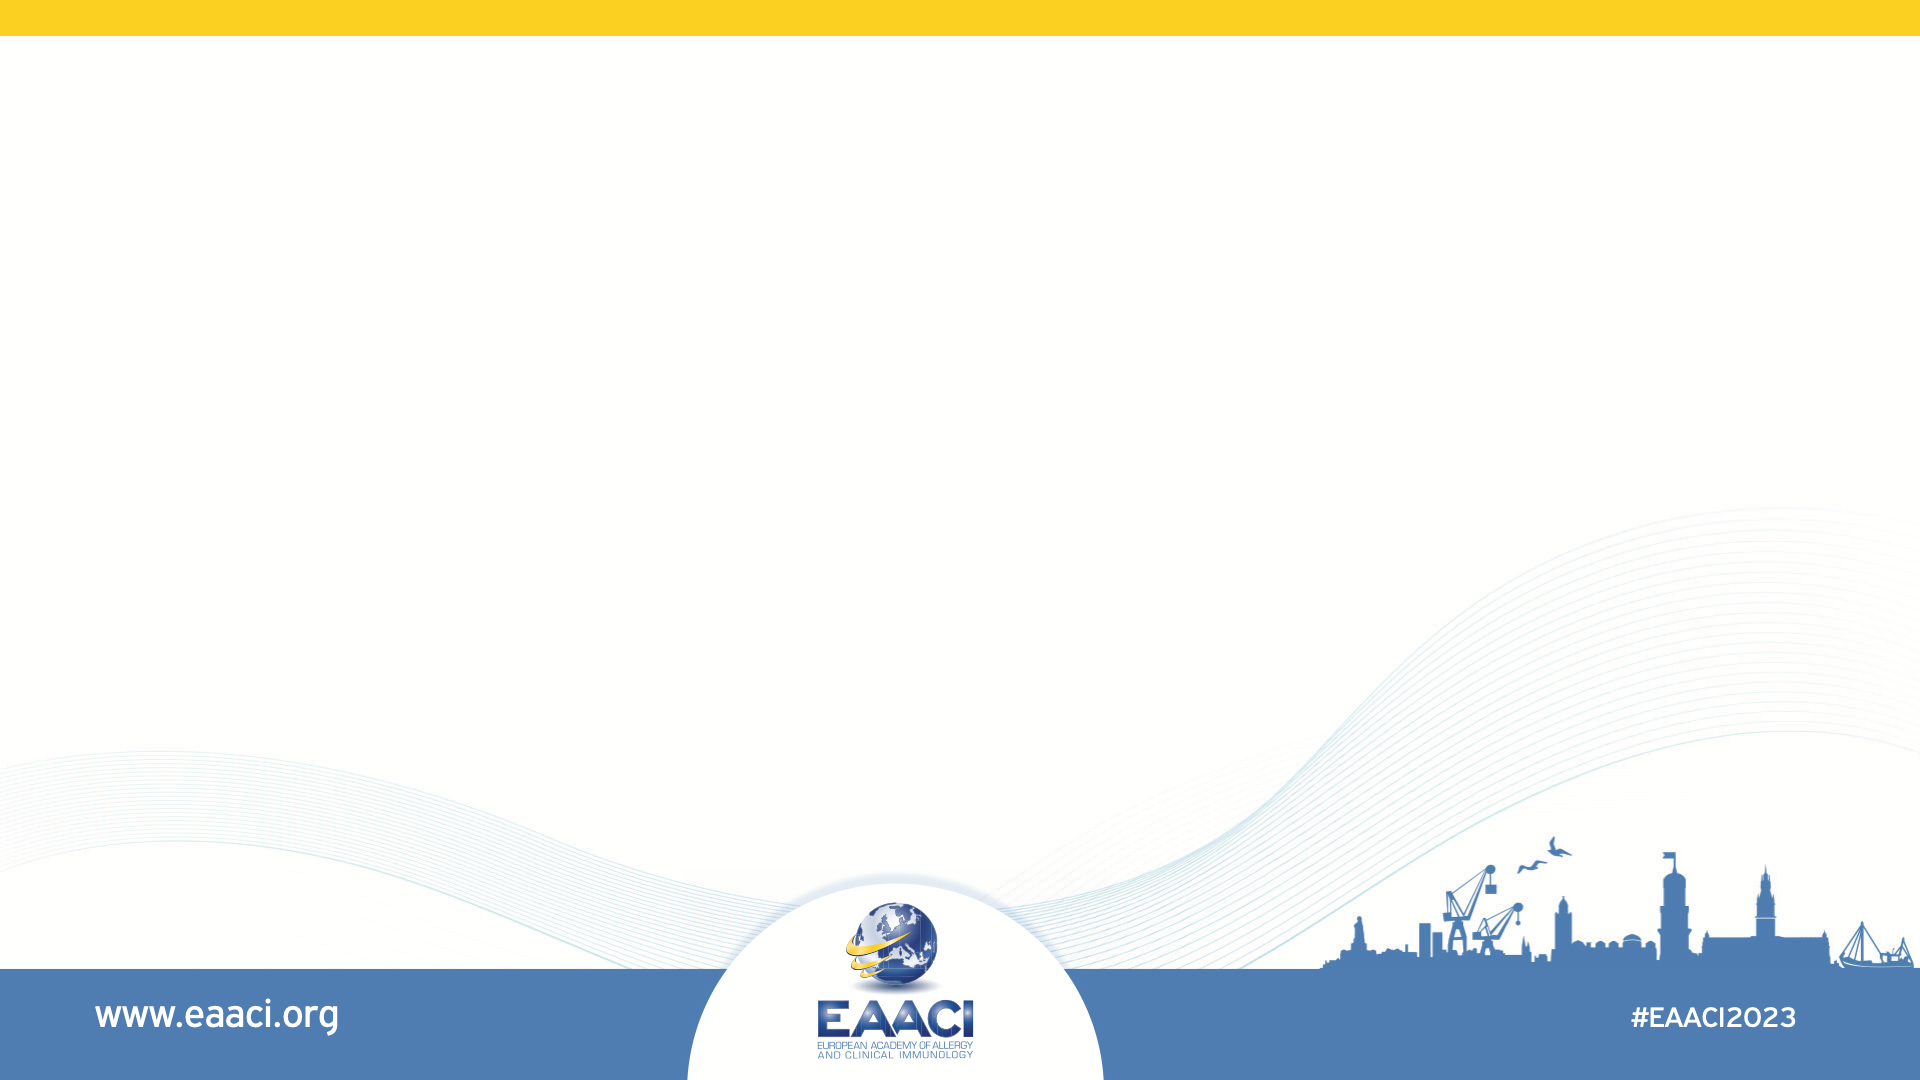 www.eaaci.org
EAACI
EUROPEAN ACADEMY OF ALLERGY
AND CLINICAL IMMUNOLOGY
#EAACI2023